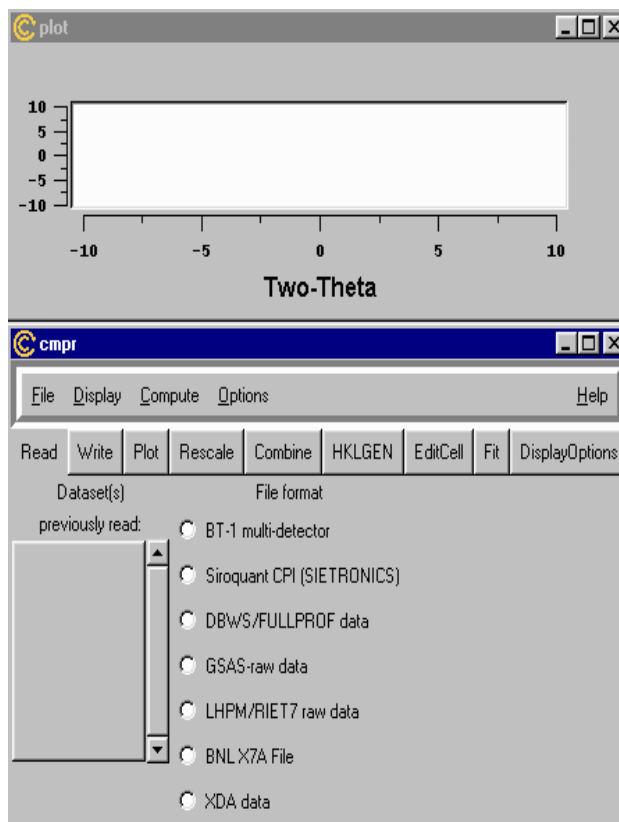 plot
10
5
0
-5
-10
-10 -5 0 5 10
Two-Theta
cmpr
File Display Compute Options Help
Read Write Plot Rescale Combine HKLGEN EditCell Fit DisplayOptions
Dataset(s) File format
previously read:
BT-1 multi-detector
Siroquant CPI (SIETRONICS)
DBWS/FULLPROF data
GSAS-raw data
LHPM/RIET7 raw data
BNL X7A File
XDA data